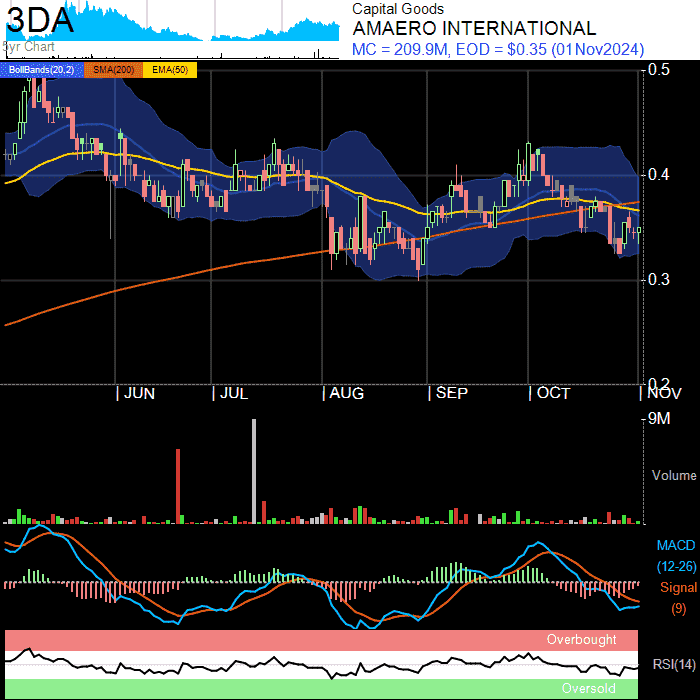 3DA
5yr Chart
Capital Goods
AMAERO INTERNATIONAL
MC = 209.9M, EOD = $0.35 (01Nov2024)
BollBands(20,2) SMA(200) EMA(50)
0.5
0.4
0.3
0.2
JUN JUL AUG SEP OCT NOV
9M
Volume
MACD
(12-26)
Signal
(9)
Overbought
RSI(14)
Oversold